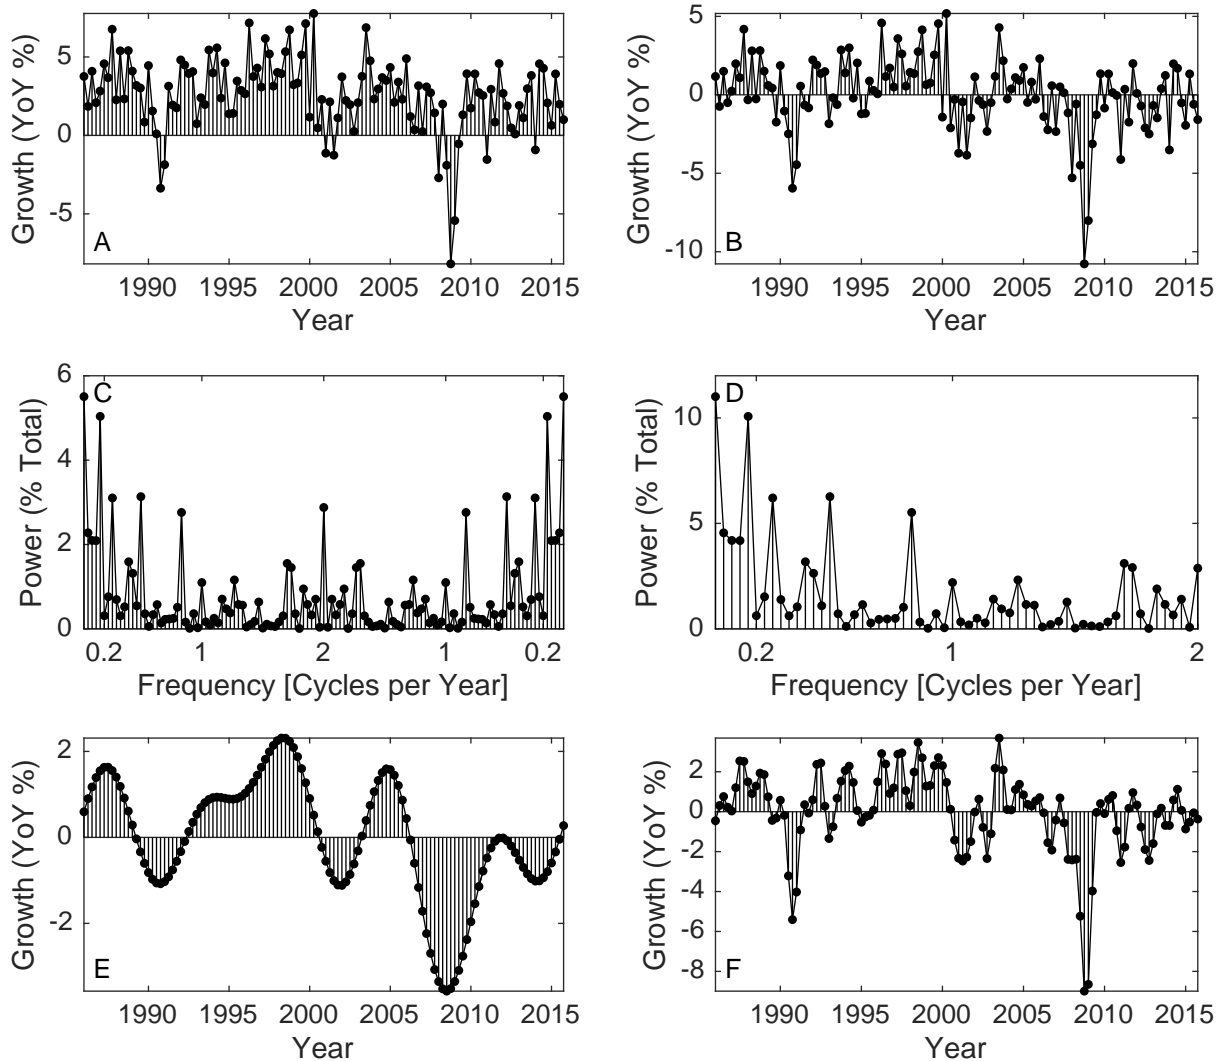 5
0
-5
Growth (YoY %)
A
1990 1995 2000 2005 2010 2015
Year
5
0
-5
-10
Growth (YoY %)
B
1990 1995 2000 2005 2010 2015
Year
6
4
2
0
Power (% Total)
C
0.2 1 2 1 0.2
Frequency [Cycles per Year]
10
5
0
Power (% Total)
D
0.2 1 2
Frequency [Cycles per Year]
2
0
-2
Growth (YoY %)
E
1990 1995 2000 2005 2010 2015
Year
2
0
-2
-4
-6
-8
Growth (YoY %)
F
1990 1995 2000 2005 2010 2015
Year